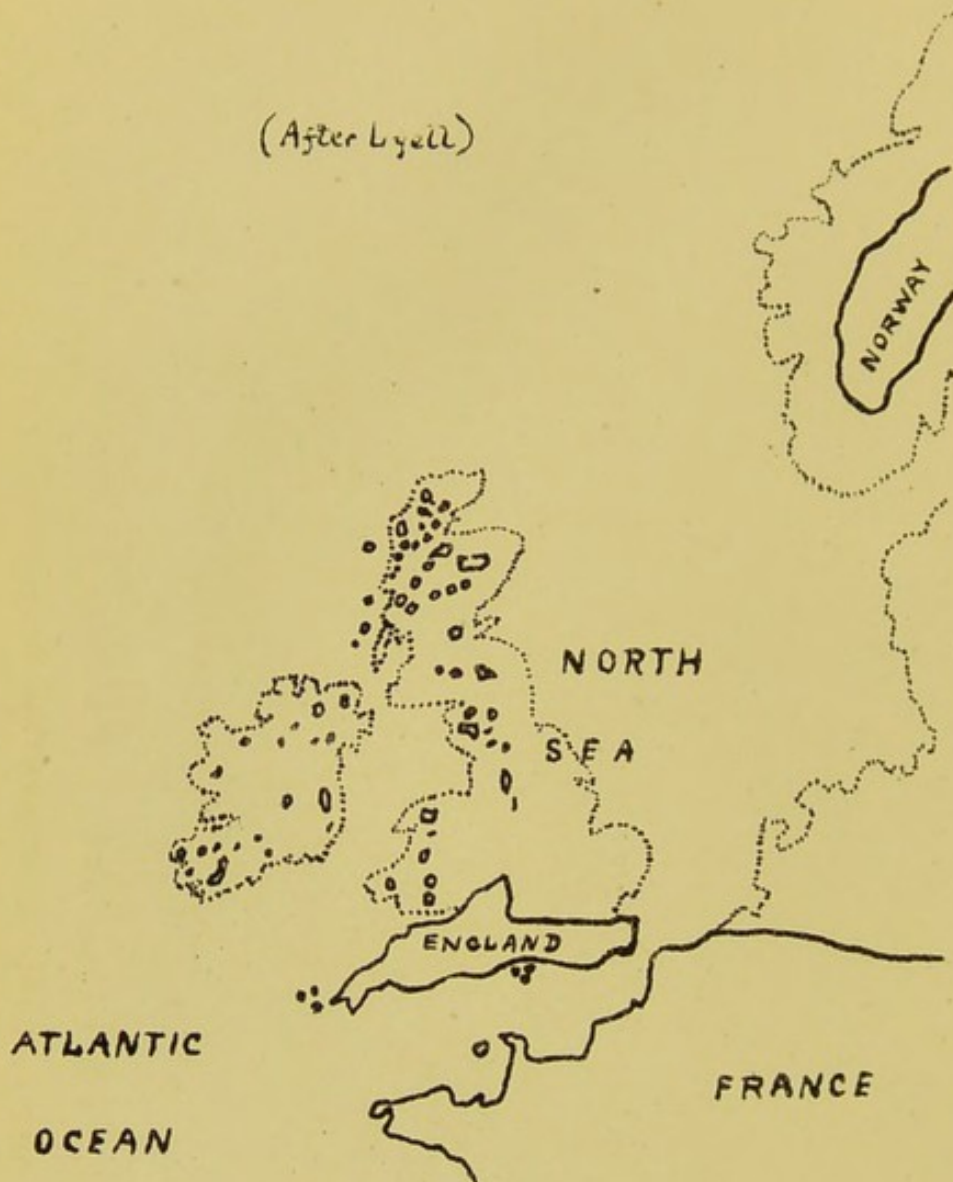 (After Lyell)
NORWAY
NORTH
SEA
ENGLAND
ATLANTIC
OCEAN
FRANCE